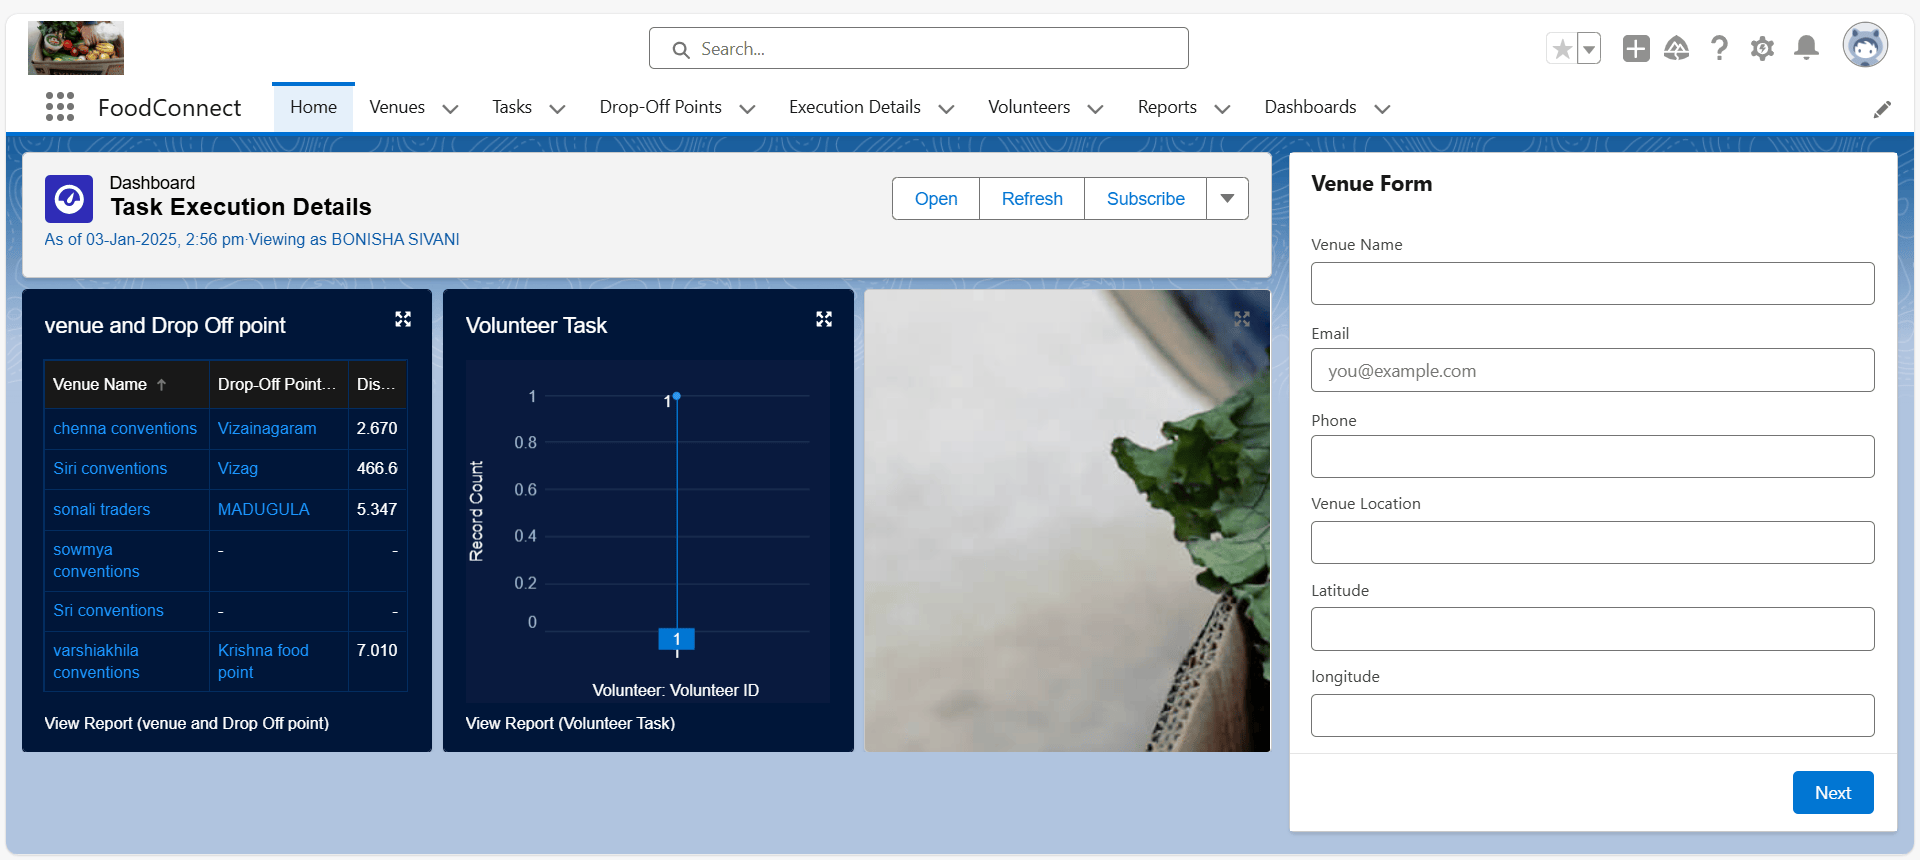 Search...
FoodConnect
Home
Venues
Tasks
Drop-Off Points
Execution Details
Volunteers
Reports
Dashboards
Dashboard
Task Execution Details
As of 03-Jan-2025, 2:56 pm·Viewing as BONISHA SIVANI
Open
Refresh
Subscribe
venue and Drop Off point
Venue Name ↑ Drop-Off Point... Dis...
chenna conventions Vizainagaram 2.670
Siri conventions Vizag 466.6
sonali traders MADUGULA 5.347
sowmya - -
conventions
Sri conventions - -
varshiakhila Krishna food 7.010
conventions point
View Report (venue and Drop Off point)
Volunteer Task
1
0.8
0.6
0.4
0.2
0
Record Count
1
1
Volunteer: Volunteer ID
View Report (Volunteer Task)
Venue Form
Venue Name
Email
you@example.com
Phone
Venue Location
Latitude
longitude
Next